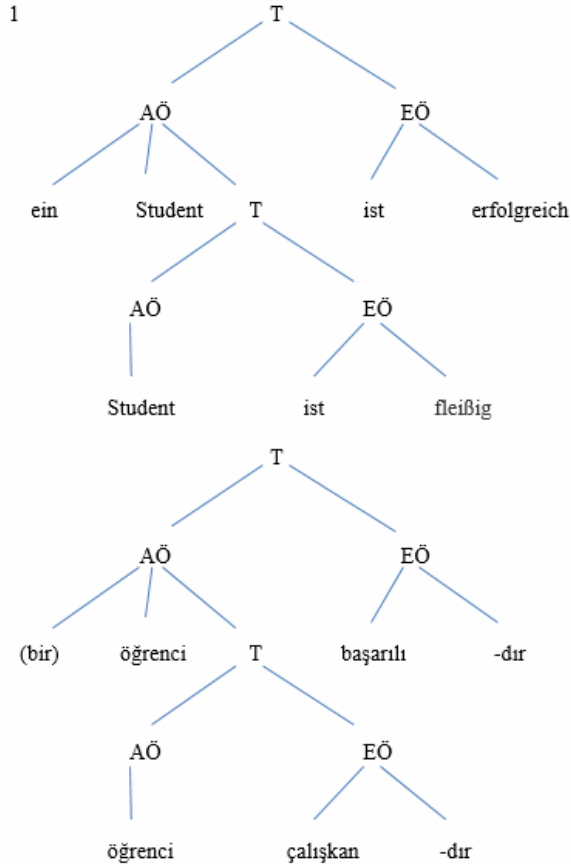 1 T
AÖ EÖ
ein Student T ist erfolgreich
AÖ EÖ
Student ist fleißig
T
AÖ EÖ
(bir) öğrenci T başarılı -dır
AÖ EÖ
öğrenci çalışkan -dır